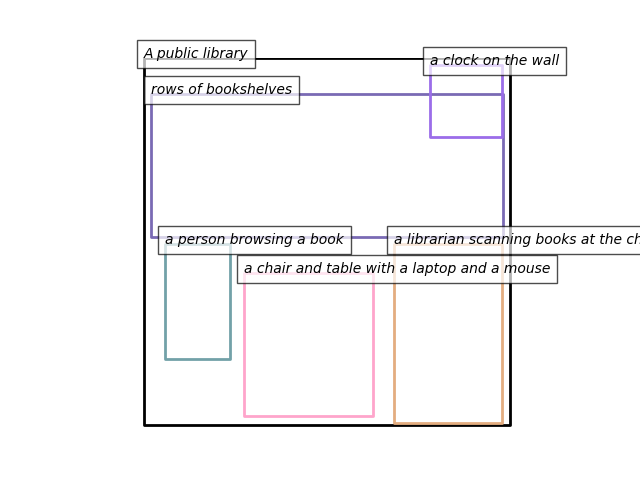 A public library
a clock on the wall
rows of bookshelves
a person browsing a book
a librarian scanning books at the
a chair and table with a laptop and a mouse